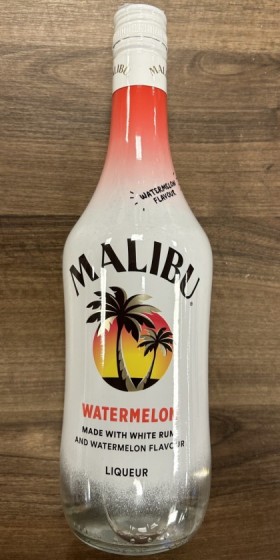 MALIBU
WATERMELON
FLAVOUR
MALIBU
WATERMELON
MADE WITH WHITE RUM
AND WATERMELON FLAVOUR
LIQUEUR